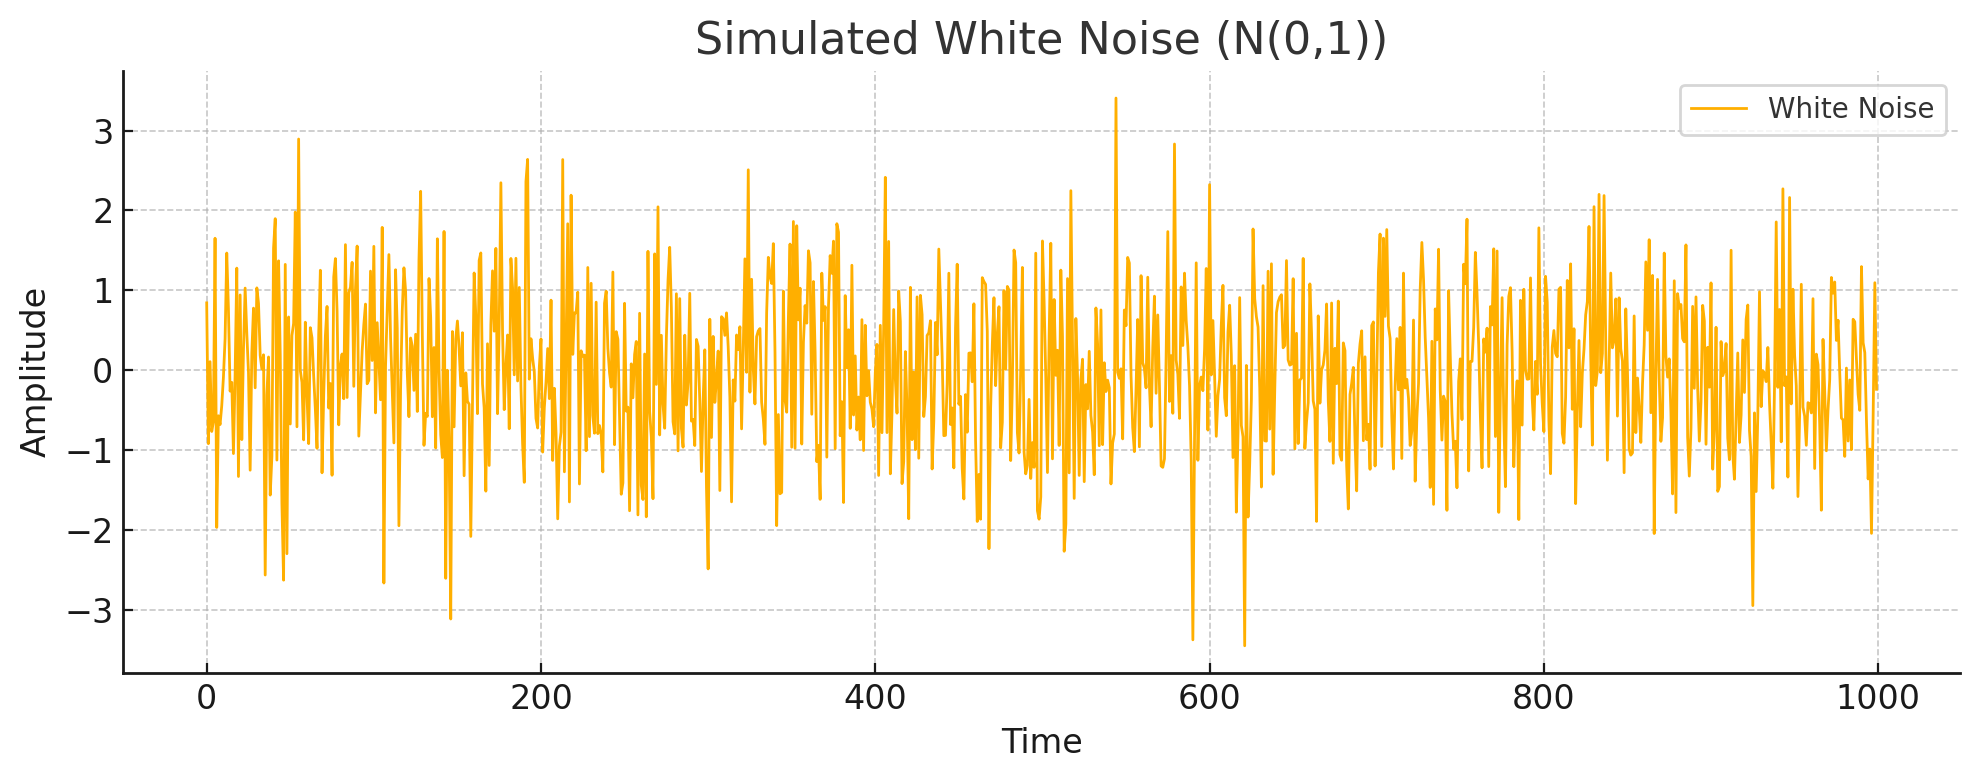 Simulated White Noise (N(0,1))
White Noise
Amplitude
3
2
1
0
−1
−2
−3
0 200 400 600 800 1000
Time